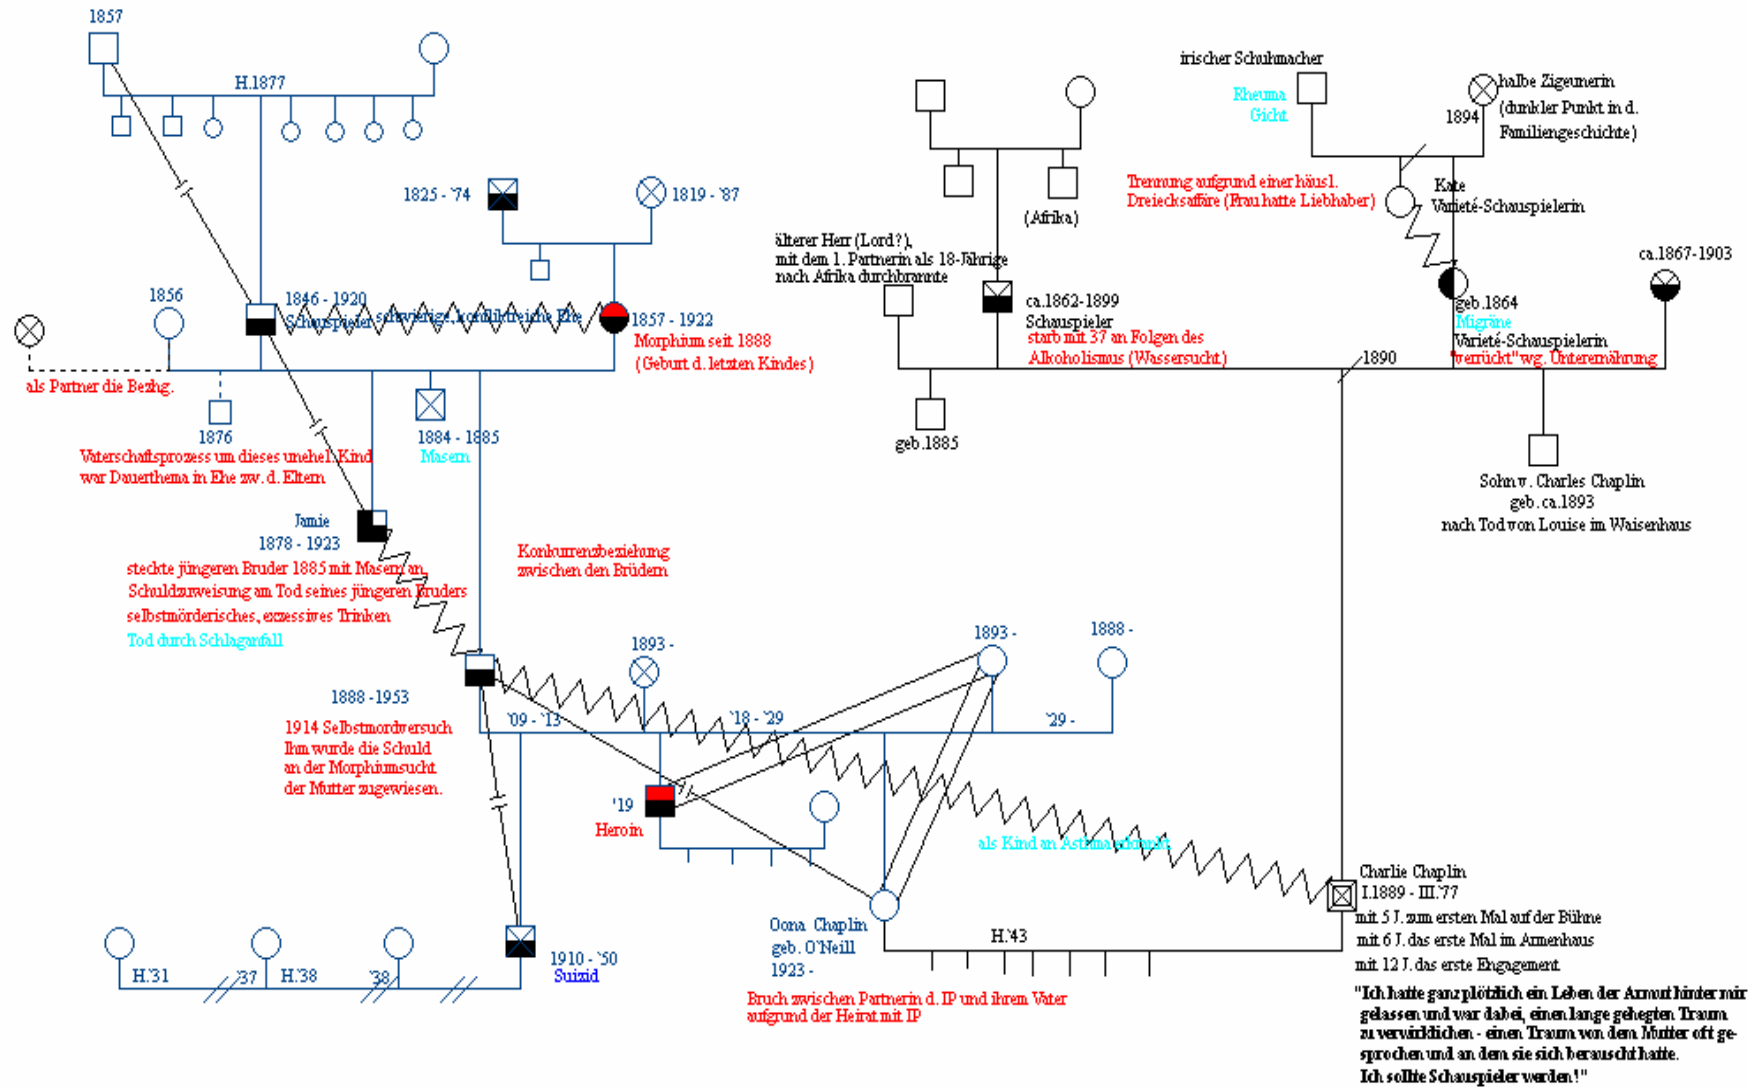 1857
H.1877
irischer Schuhmacher
Rheuma
Gicht
halbe Zigeunerin
(dunkler Punkt in d.
Familiengeschichte)
1894
1825 - `74
1819 - `87
Trennung aufgrund einer häusl.
Dreiecksaffäre (Frau hatte Liebhaber)
Kate
Varieté-Schauspielerin
(Afrika)
älterer Herr (Lord?),
mit dem 1. Partnerin als 18-Jährige
nach Afrika durchbrannte
ca.1867-1903
1856
1846 - 1920
Schauspieler
schwierige, konfliktreiche Ehe
1857 - 1922
Morphium seit 1888
(Geburt d. letzten Kindes)
ca.1862-1899
Schauspieler
starb mit 37 an Folgen des
Alkoholismus (Wassersucht)
geb.1864
Migräne
Varieté-Schauspielerin
"verrückt" wg. Unterernährung
1890
als Partner die Bezhg.
1876
Vaterschaftsprozess um dieses unehel. Kind
war Dauerthema in Ehe zw. d. Eltern
1884 - 1885
Masern
geb.1885
Sohn v. Charles Chaplin
geb. ca.1893
nach Tod von Louise im Waisenhaus
Jamie
1878 - 1923
steckte jüngeren Bruder 1885 mit Masern an,
Schuldzuweisung am Tod seines jüngeren Bruders
selbstmörderisches, exzessives Trinken
Tod durch Schlaganfall
Konkurrenzbeziehung
zwischen den Brüdern
1893 -
1893 -
1888 -
1888 -1953
1914 Selbstmordversuch
Ihm wurde die Schuld
an der Morphiumsucht
der Mutter zugewiesen.
`09 - `13
`18 - `29
`29 -
'19
Heroin
als Kind an Asthma erkrankt
Charlie Chaplin
I.1889 - III.`77
mit 5 J. zum ersten Mal auf der Bühne
mit 6 J. das erste Mal im Armenhaus
mit 12 J. das erste Engagement
"Ich hatte ganz plötzlich ein Leben der Armut hinter mir
gelassen und war dabei, einen lange gehegten Traum
zu verwirklichen - einen Traum von dem Mutter oft ge-
sprochen und an dem sie sich berauscht hatte.
Ich sollte Schauspieler werden!"
Oona Chaplin
geb. O`Neill
1923 -
H.`43
Bruch zwischen Partnerin d. IP und ihrem Vater
aufgrund der Heirat mit IP
1910 - `50
Suizid
H.`31
`37
H.`38
`38